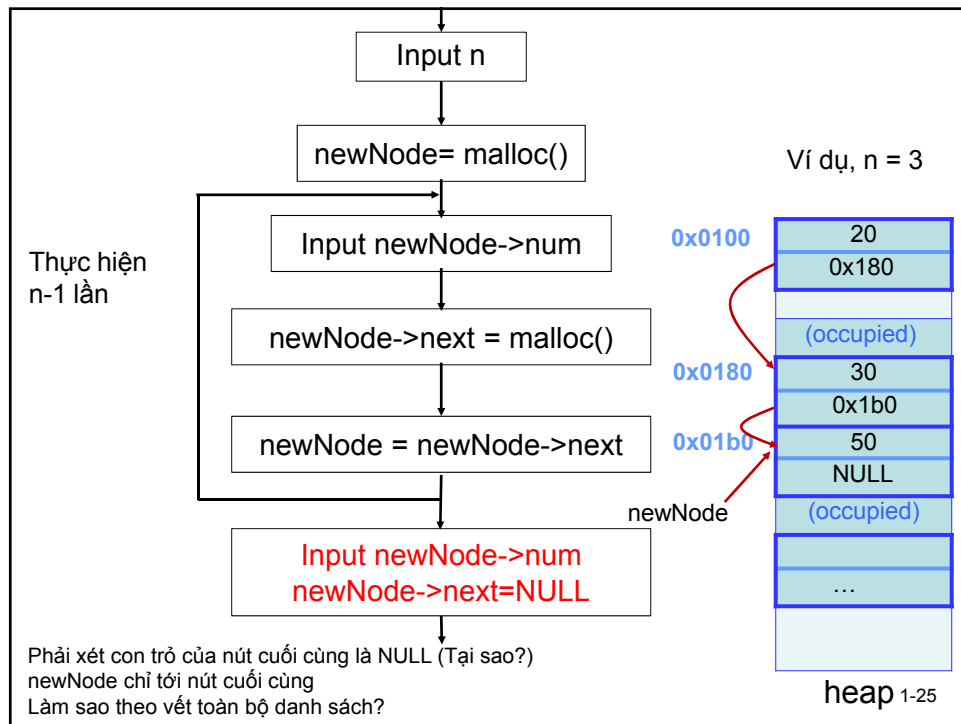 Input n
newNode= malloc()
Input newNode->num
newNode->next = malloc()
newNode = newNode->next
Input newNode->num
newNode->next=NULL
Thực hiện
n-1 lần
Ví dụ, n = 3
0x0100
20
0x180
(occupied)
0x0180
30
0x1b0
0x01b0
50
NULL
newNode
(occupied)
...
heap 1-25
Phải xét con trỏ của nút cuối cùng là NULL (Tại sao?)
newNode chỉ tới nút cuối cùng
Làm sao theo vết toàn bộ danh sách?